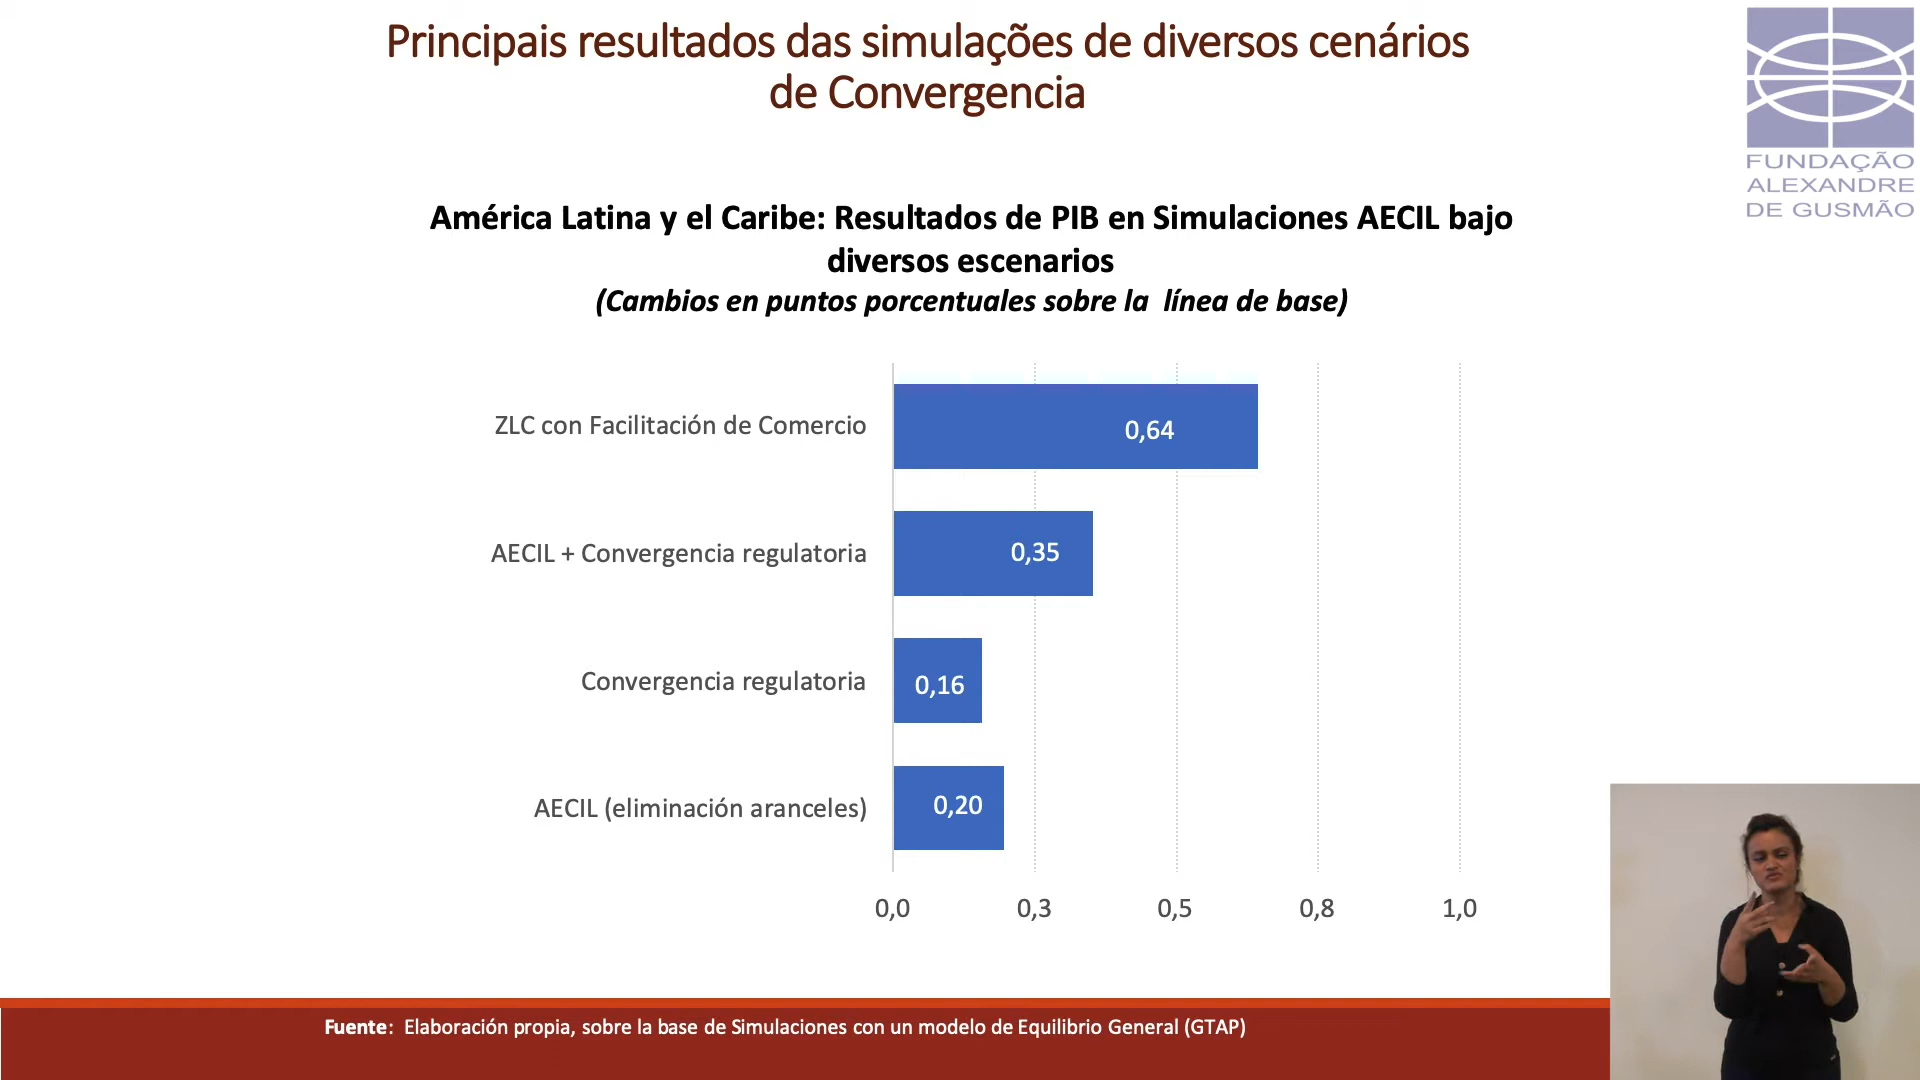 Principais resultados das simulações de diversos cenários
de Convergencia
FUNDAÇÃO
ALEXANDRE
DE GUSMÃO
América Latina y el Caribe: Resultados de PIB en Simulaciones AECIL bajo
diversos escenarios
(Cambios en puntos porcentuales sobre la línea de base)
ZLC con Facilitación de Comercio
0,64
AECIL + Convergencia regulatoria
0,35
Convergencia regulatoria
0,16
AECIL (eliminación aranceles)
0,20
0,0 0,3 0,5 0,8 1,0
Fuente: Elaboración propia, sobre la base de Simulaciones con un modelo de Equilibrio General (GTAP)